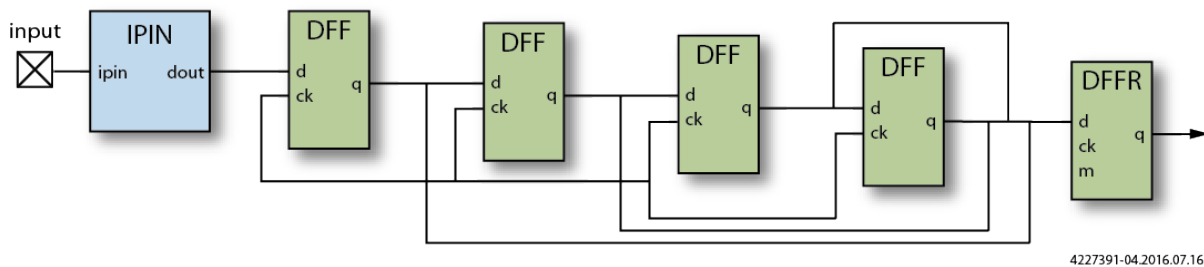 input
IPIN
ipin dout
DFF
d
ck
q
DFF
d
ck
q
DFF
d
ck
q
DFF
d
ck
q
DFFR
d
ck
m
q
4227391-04.2016.07.16